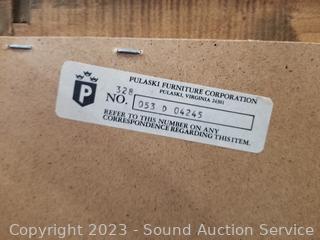 PULASKI FURNITURE CORPORATION
PULASKI, VIRGINIA 24301
328
P
NO. 053 D 04245
REFER TO THIS NUMBER ON ANY
CORRESPONDENCE REGARDING THIS ITEM.
Copyright 2023 - Sound Auction Service